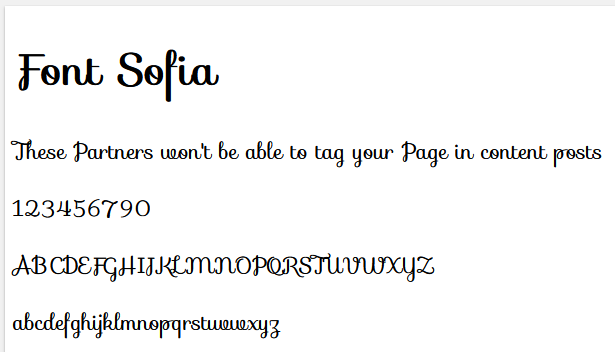 Font Sofia
These Partners won't be able to tag your Page in content posts
123456790
ABCDEFGHIJKLMNOPQRSTUVWXYZ
abcdefghijklmnopqrstuvwxyz